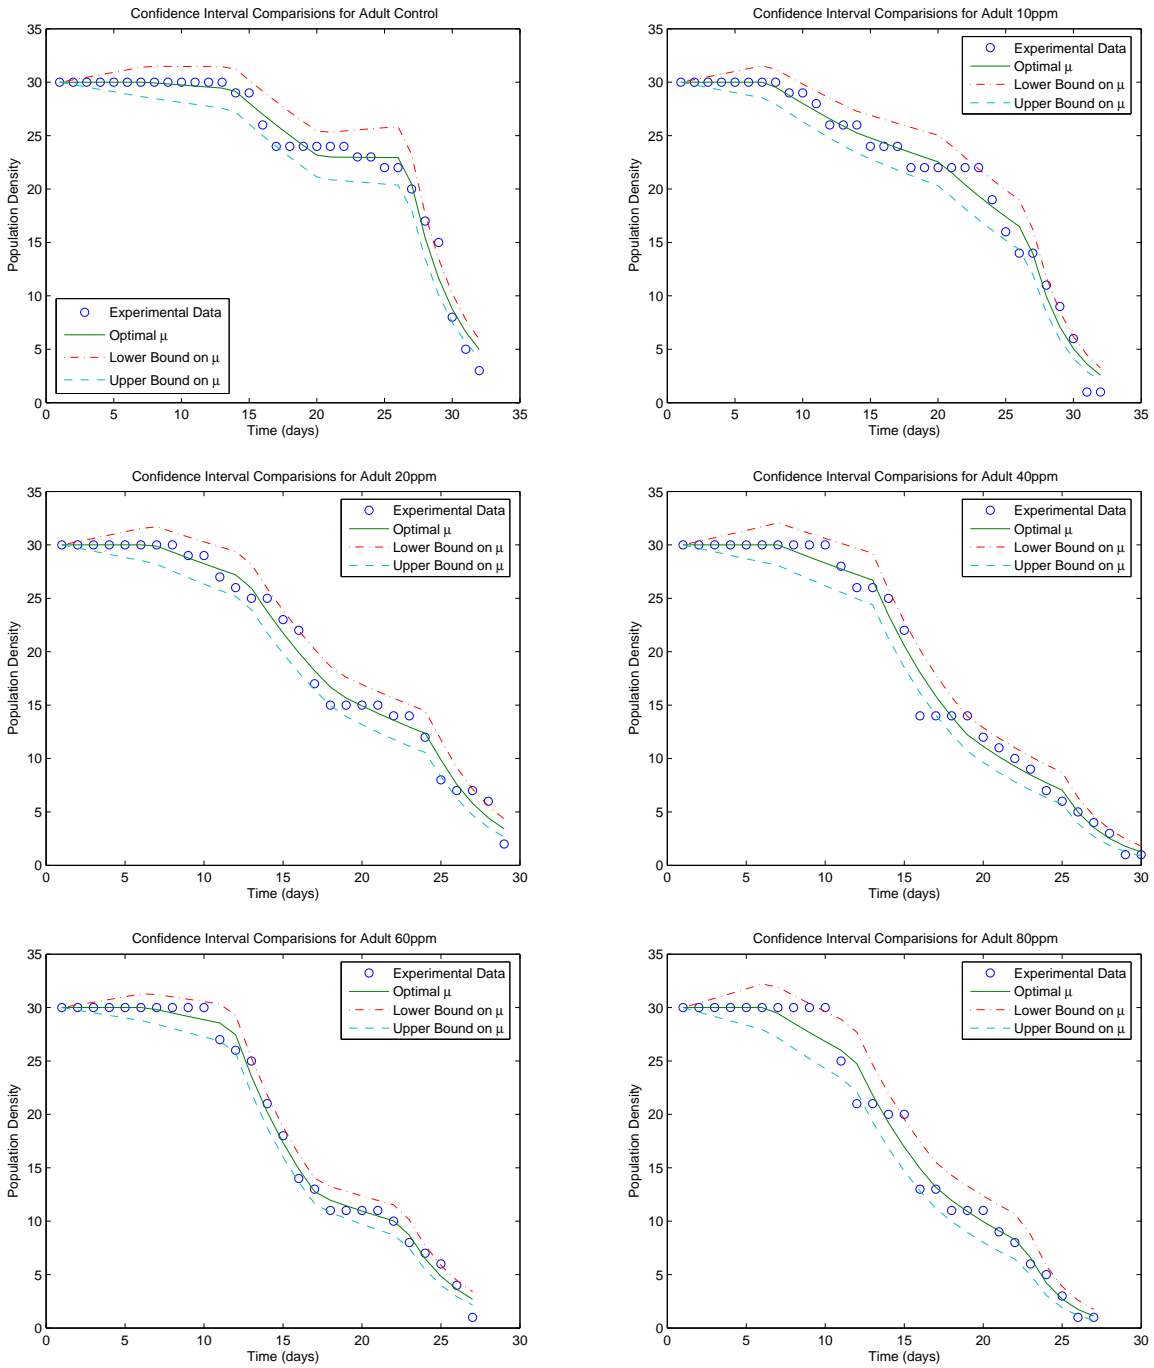 Confidence Interval Comparisions for Adult Control
35
30
25
20
15
10
5
0
Population Density
Experimental Data
Optimal μ
Lower Bound on μ
Upper Bound on μ
0 5 10 15 20 25 30 35
Time (days)
Confidence Interval Comparisions for Adult 10ppm
35
30
25
20
15
10
5
0
Population Density
Experimental Data
Optimal μ
Lower Bound on μ
Upper Bound on μ
0 5 10 15 20 25 30 35
Time (days)
Confidence Interval Comparisions for Adult 20ppm
35
30
25
20
15
10
5
0
Population Density
Experimental Data
Optimal μ
Lower Bound on μ
Upper Bound on μ
0 5 10 15 20 25 30
Time (days)
Confidence Interval Comparisions for Adult 40ppm
35
30
25
20
15
10
5
0
Population Density
Experimental Data
Optimal μ
Lower Bound on μ
Upper Bound on μ
0 5 10 15 20 25 30
Time (days)
Confidence Interval Comparisions for Adult 60ppm
35
30
25
20
15
10
5
0
Population Density
Experimental Data
Optimal μ
Lower Bound on μ
Upper Bound on μ
0 5 10 15 20 25 30
Time (days)
Confidence Interval Comparisions for Adult 80ppm
35
30
25
20
15
10
5
0
Population Density
Experimental Data
Optimal μ
Lower Bound on μ
Upper Bound on μ
0 5 10 15 20 25 30
Time (days)